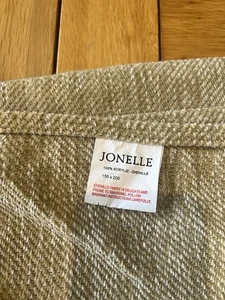 JONELLE
100% ACRYLIC - CHENILLE
150 x 200
CHENILLE FABRIC IS DELICATE AND
PRONE TO SNAGGING. FOLLOW
WASHING INSTRUCTIONS CAREFULLY.